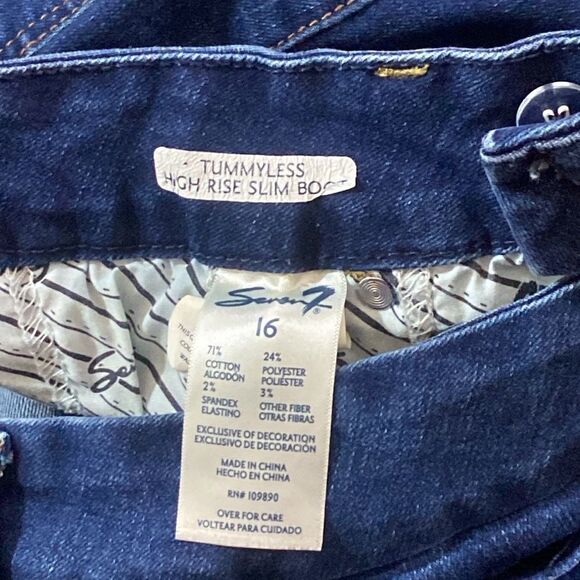 TUMMYLESS
HIGH RISE SLIM BOOT
Seven7®
16
71% 24%
COTTON POLYESTER
ALGODÓN POLIÉSTER
2% 3%
SPANDEX OTHER FIBER
ELASTINO OTRAS FIBRAS
EXCLUSIVE OF DECORATION
EXCLUSIVO DE DECORACIÓN
MADE IN CHINA
HECHO EN CHINA
RN# 109890
OVER FOR CARE
VOLTEAR PARA CUIDADO